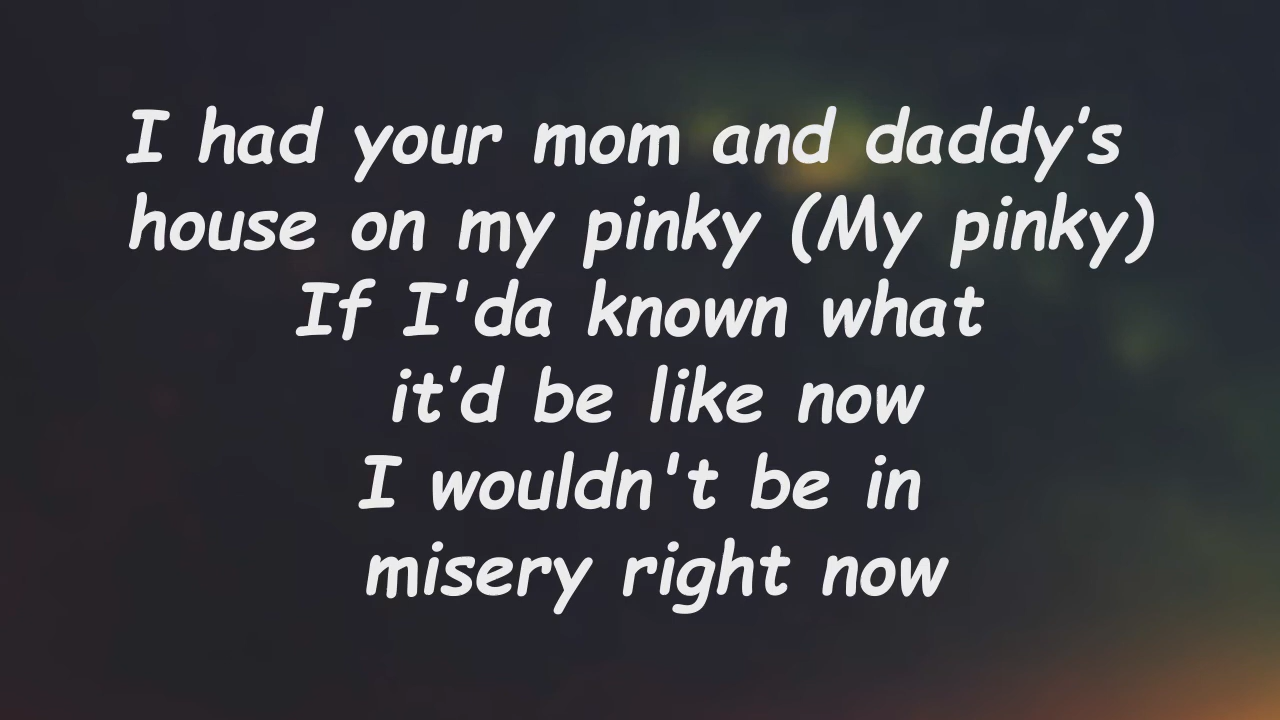 I had your mom and daddy’s
house on my pinky (My pinky)
If I'da known what
it’d be like now
I wouldn't be in
misery right now